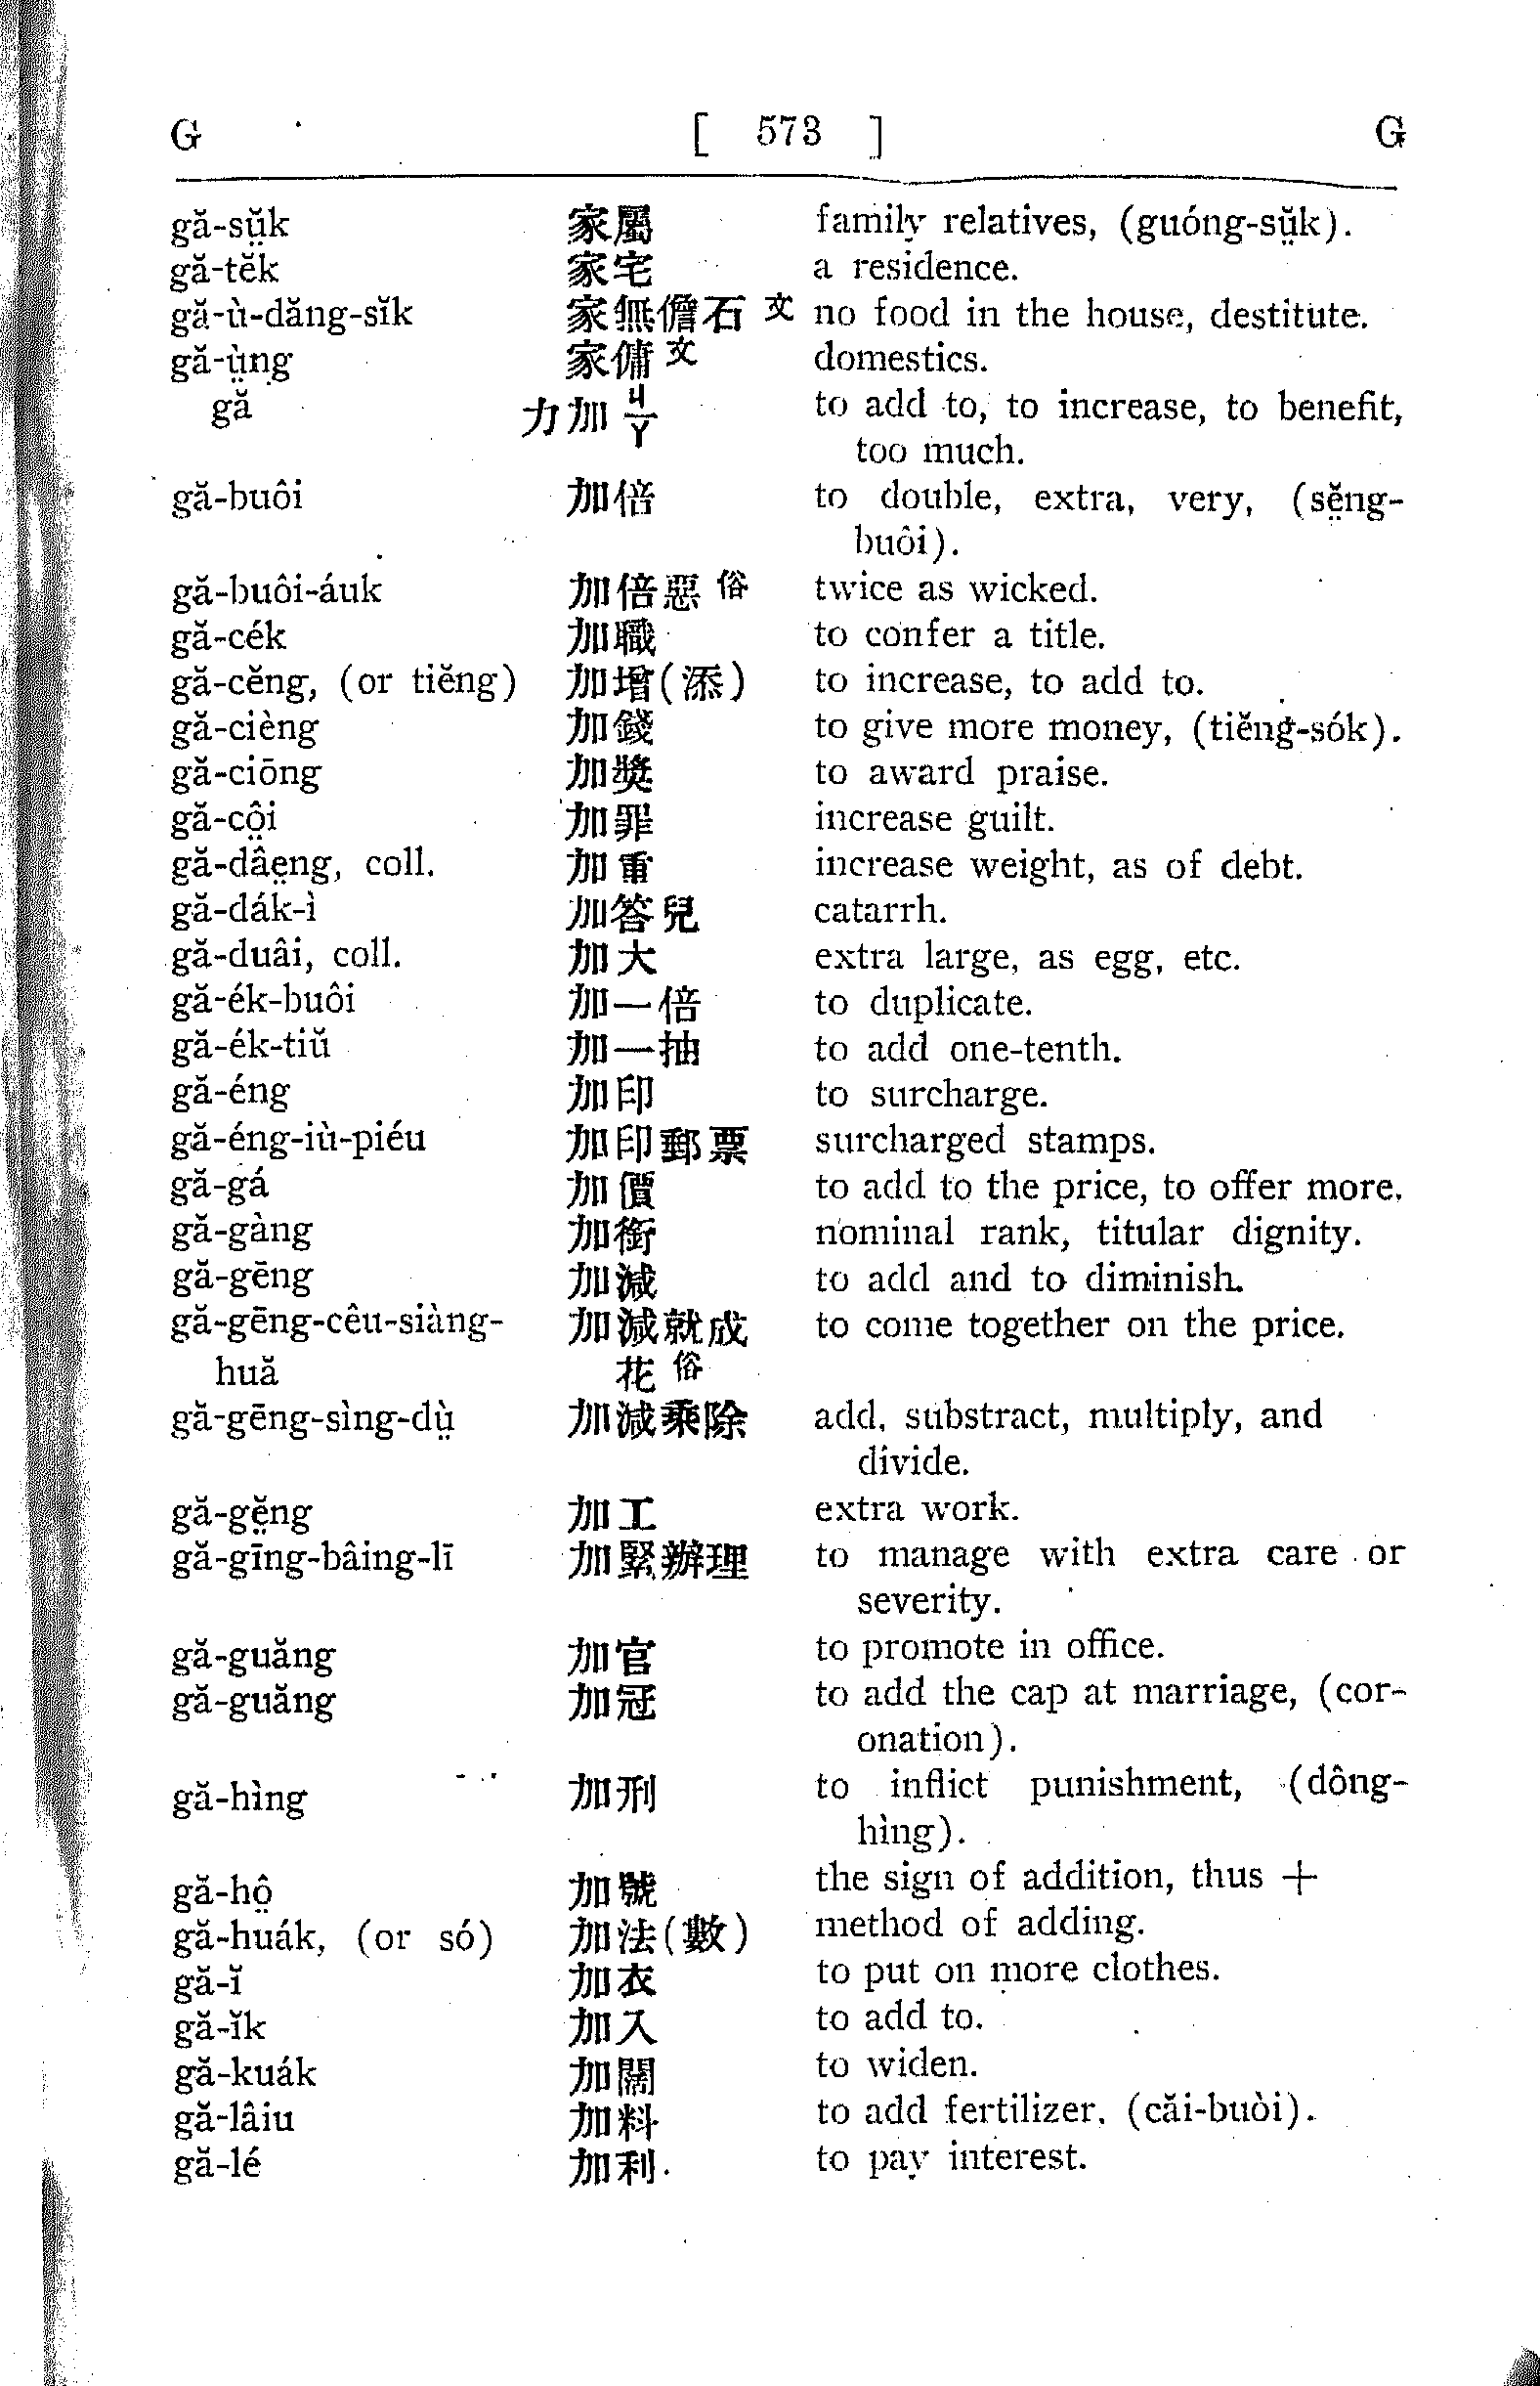 G [ 573 ] G
gă-sṳ̆k 家屬 family relatives, (guóng-sṳ̆k).
gă-tĕk 家宅 a residence.
gă-ù-dăng-sĭk 家無儋石 文 no food in the house, destitute.
gă-ṳ̀ng 家傭 文 domestics.
gă 力 加 ㄐㄚ to add to, to increase, to benefit,
too much.
gă-buôi 加倍 to double, extra, very, (sĕ̤ng-
buôi).
gă-buôi-áuk 加倍惡 俗 twice as wicked.
gă-cék 加職 to confer a title.
gă-cĕng, (or tiĕng) 加增(添) to increase, to add to.
gă-cièng 加錢 to give more money, (tiĕng-sók).
gă-ciōng 加奬 to award praise.
gă-cô̤i 加罪 increase guilt.
gă-dâe̤ng, coll. 加重 increase weight, as of debt.
gă-dák-ì 加答兒 catarrh.
gă-duâi, coll. 加大 extra large, as egg, etc.
gă-ék-buôi 加一倍 to duplicate.
gă-ék-tiŭ 加一抽 to add one-tenth.
gă-éng 加印 to surcharge.
gă-éng-iù-piéu 加印郵票 surcharged stamps.
gă-gá 加價 to add to the price, to offer more.
gă-gàng 加銜 nominal rank, titular dignity.
gă-gēng 加減 to add and to diminish.
gă-gēng-cêu-siàng- 加減就成 to come together on the price.
huă 花 俗
gă-gēng-sìng-dṳ̀ 加減乘除 add, substract, multiply, and
divide.
gă-gĕ̤ng 加工 extra work.
gă-gīng-bâing-lī 加緊辦理 to manage with extra care or
severity.
gă-guăng 加官 to promote in office.
gă-guăng 加冠 to add the cap at marriage, (cor-
onation).
gă-hìng 加刑 to inflict punishment, (dông-
hìng).
gă-hô̤ 加號 the sign of addition, thus +
gă-huák, (or só) 加法(數) method of adding.
gă-ĭ 加衣 to put on more clothes.
gă-ĭk 加入 to add to.
gă-kuák 加闊 to widen.
gă-lâiu 加料 to add fertilizer, (căi-buòi).
gă-lé 加利 to pay interest.